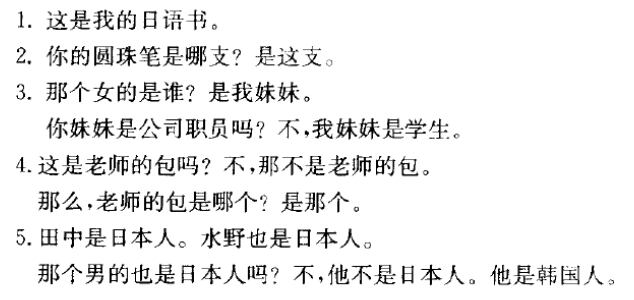 1. 这是我的日语书。
2. 你的圆珠笔是哪支？是这支。
3. 那个女的是谁？是我妹妹。
你妹妹是公司职员吗？不,我妹妹是学生。
4. 这是老师的包吗？不,那不是老师的包。
那么,老师的包是哪个？是那个。
5. 田中是日本人。水野也是日本人。
那个男的也是日本人吗？不,他不是日本人。他是韩国人。